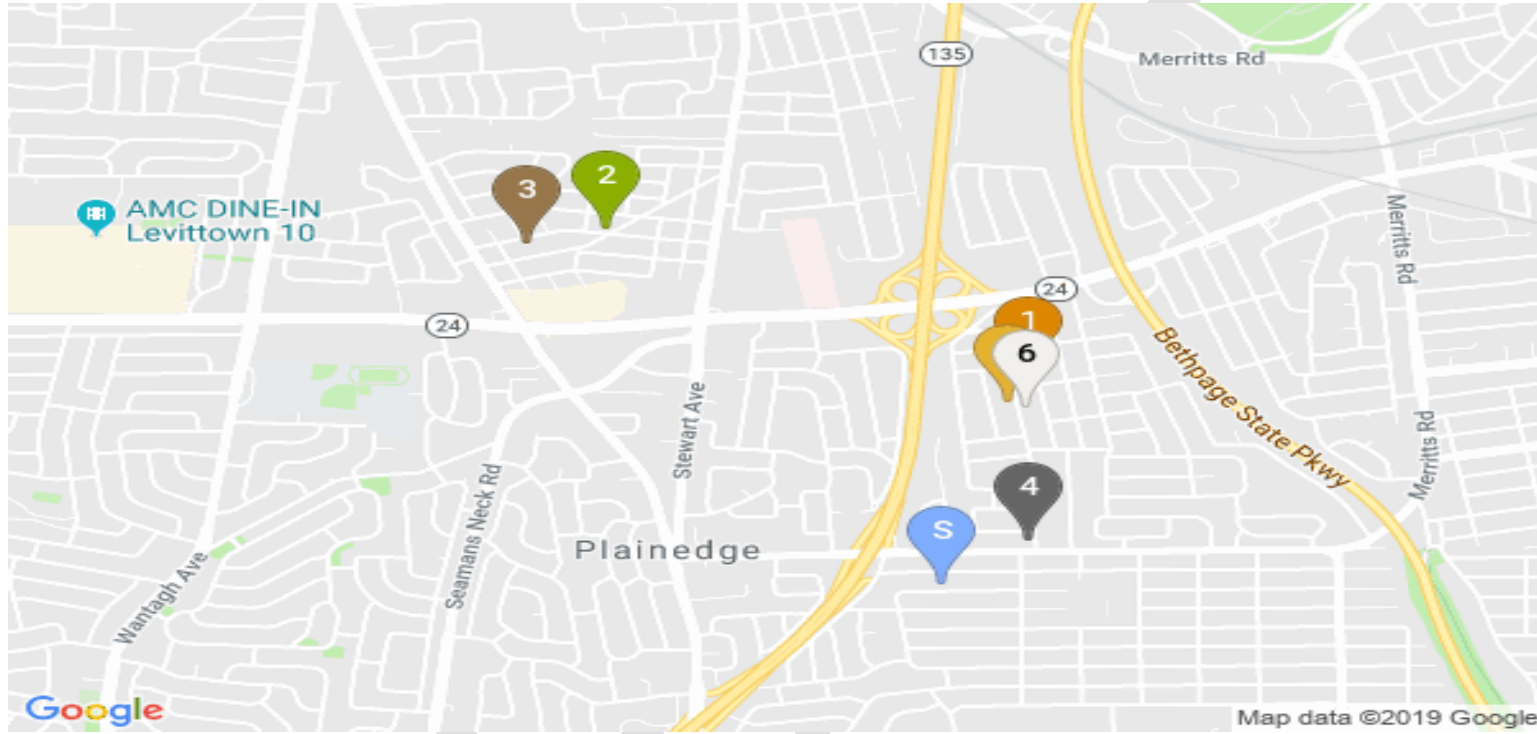 135
Merritts Rd
2
3
AMC DINE-IN
Levittown 10
Merritts Rd
24
24
1
6
Bethpage State Pkwy
Stewart Ave
Merritts Rd
Seamans Neck Rd
4
S
Plainedge
Wantagh Ave
Google
Map data ©2019 Google